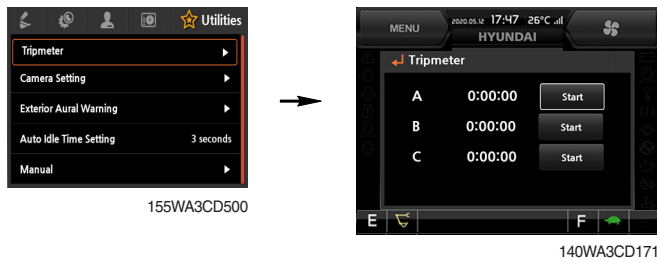 Utilities
Tripmeter
Camera Setting
Exterior Aural Warning
Auto Idle Time Setting 3 seconds
Manual
155WA3CD500
MENU 2020.05.12 17:47 26°C
HYUNDAI
Tripmeter
A 0:00:00 Start
B 0:00:00 Start
C 0:00:00 Start
E F
140WA3CD171